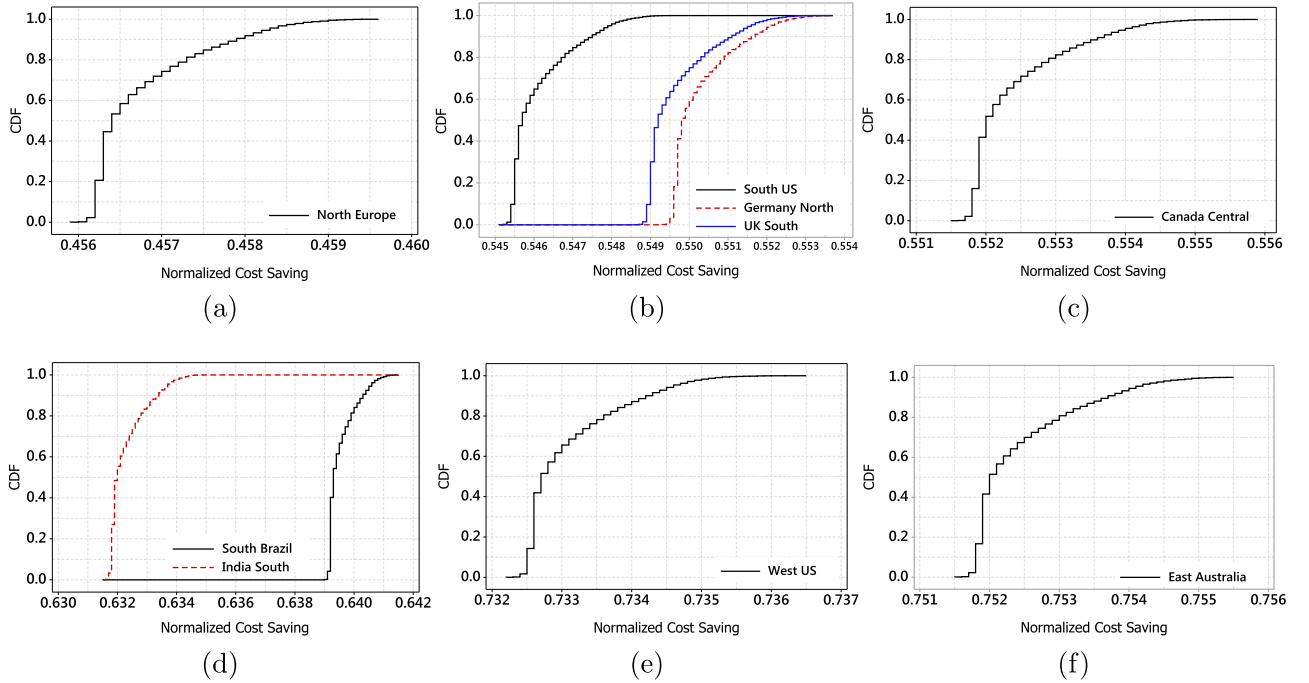 1.0
0.8
0.6
0.4
0.2
0.0
CDF
North Europe
0.456 0.457 0.458 0.459 0.460
Normalized Cost Saving
(a)
1.0
0.8
0.6
0.4
0.2
0.0
CDF
South US
Germany North
UK South
0.545 0.546 0.547 0.548 0.549 0.550 0.551 0.552 0.553 0.554
Normalized Cost Saving
(b)
1.0
0.8
0.6
0.4
0.2
0.0
CDF
Canada Central
0.551 0.552 0.553 0.554 0.555 0.556
Normalized Cost Saving
(c)
1.0
0.8
0.6
0.4
0.2
0.0
CDF
South Brazil
India South
0.630 0.632 0.634 0.636 0.638 0.640 0.642
Normalized Cost Saving
(d)
1.0
0.8
0.6
0.4
0.2
0.0
CDF
West US
0.732 0.733 0.734 0.735 0.736 0.737
Normalized Cost Saving
(e)
1.0
0.8
0.6
0.4
0.2
0.0
CDF
East Australia
0.751 0.752 0.753 0.754 0.755 0.756
Normalized Cost Saving
(f)